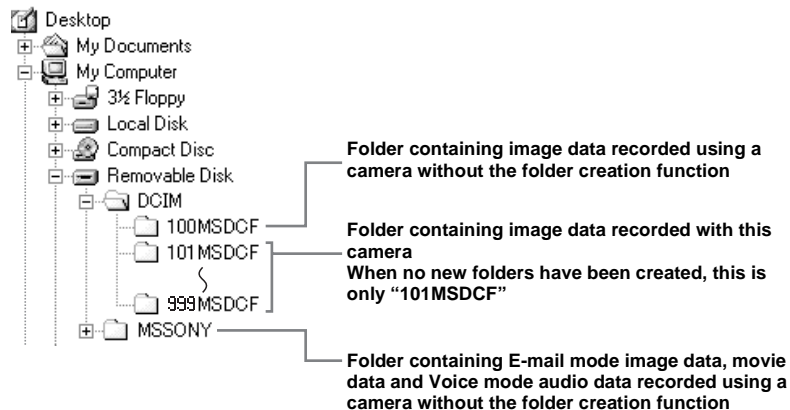 Desktop
My Documents
My Computer
3½ Floppy
Local Disk
Compact Disc
Removable Disk
DCIM
100MSDCF
101MSDCF
999MSDCF
MSSONY
Folder containing image data recorded using a
camera without the folder creation function
Folder containing image data recorded with this
camera
When no new folders have been created, this is
only “101MSDCF”
Folder containing E-mail mode image data, movie
data and Voice mode audio data recorded using a
camera without the folder creation function